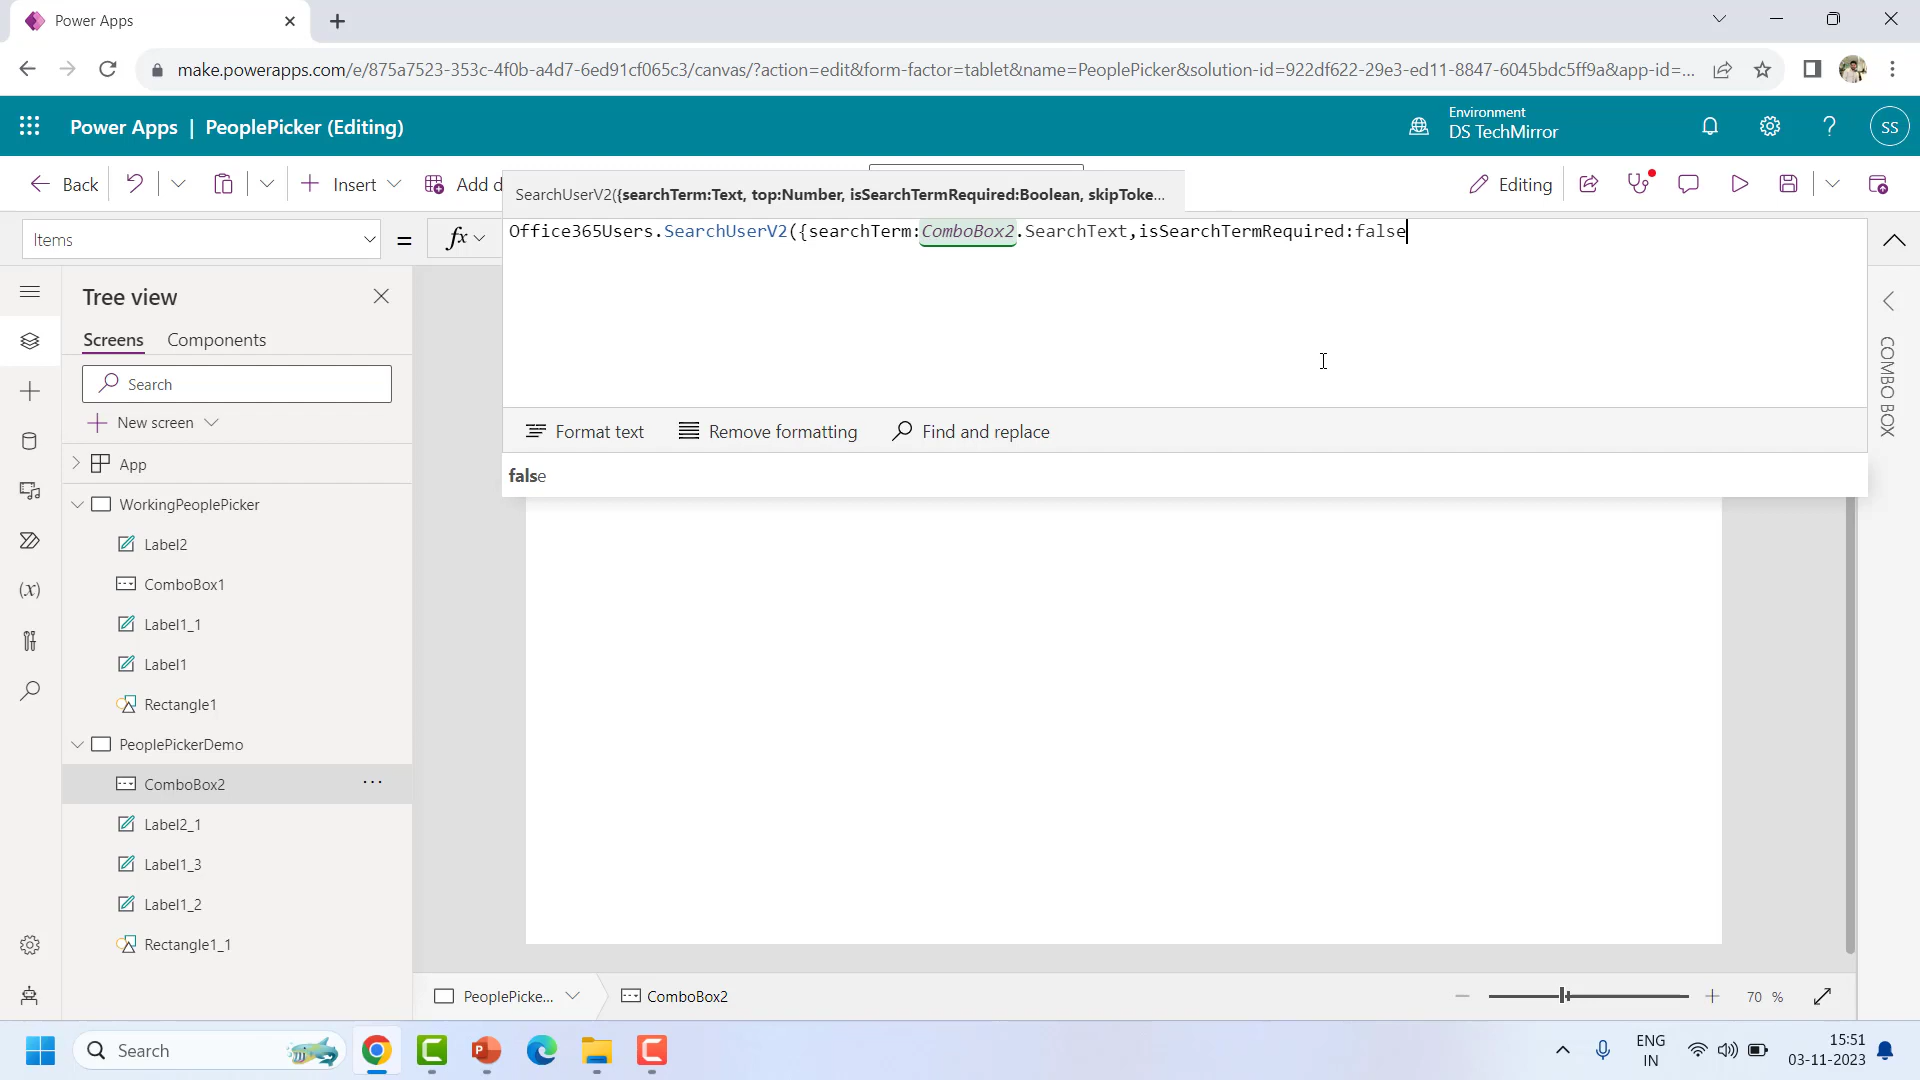 Power Apps
make.powerapps.com/e/875a7523-353c-4f0b-a4d7-6ed91cf065c3/canvas/?action=edit&form-factor=tablet&name=PeoplePicker&solution-id=922df622-29e3-ed11-8847-6045bdc5ff9a&app-id=...
Power Apps | PeoplePicker (Editing)
Environment
DS TechMirror
SS
Back
Insert
Add d
SearchUserV2({searchTerm:Text, top:Number, isSearchTermRequired:Boolean, skipToke...
Editing
Items
=
fx
Office365Users.SearchUserV2({searchTerm:ComboBox2.SearchText,isSearchTermRequired:false
Tree view
Screens
Components
Search
New screen
App
WorkingPeoplePicker
Label2
ComboBox1
Label1_1
Label1
Rectangle1
PeoplePickerDemo
ComboBox2
Label2_1
Label1_3
Label1_2
Rectangle1_1
Format text
Remove formatting
Find and replace
false
COMBO BOX
PeoplePicke...
ComboBox2
70 %
Search
ENG
IN
15:51
03-11-2023